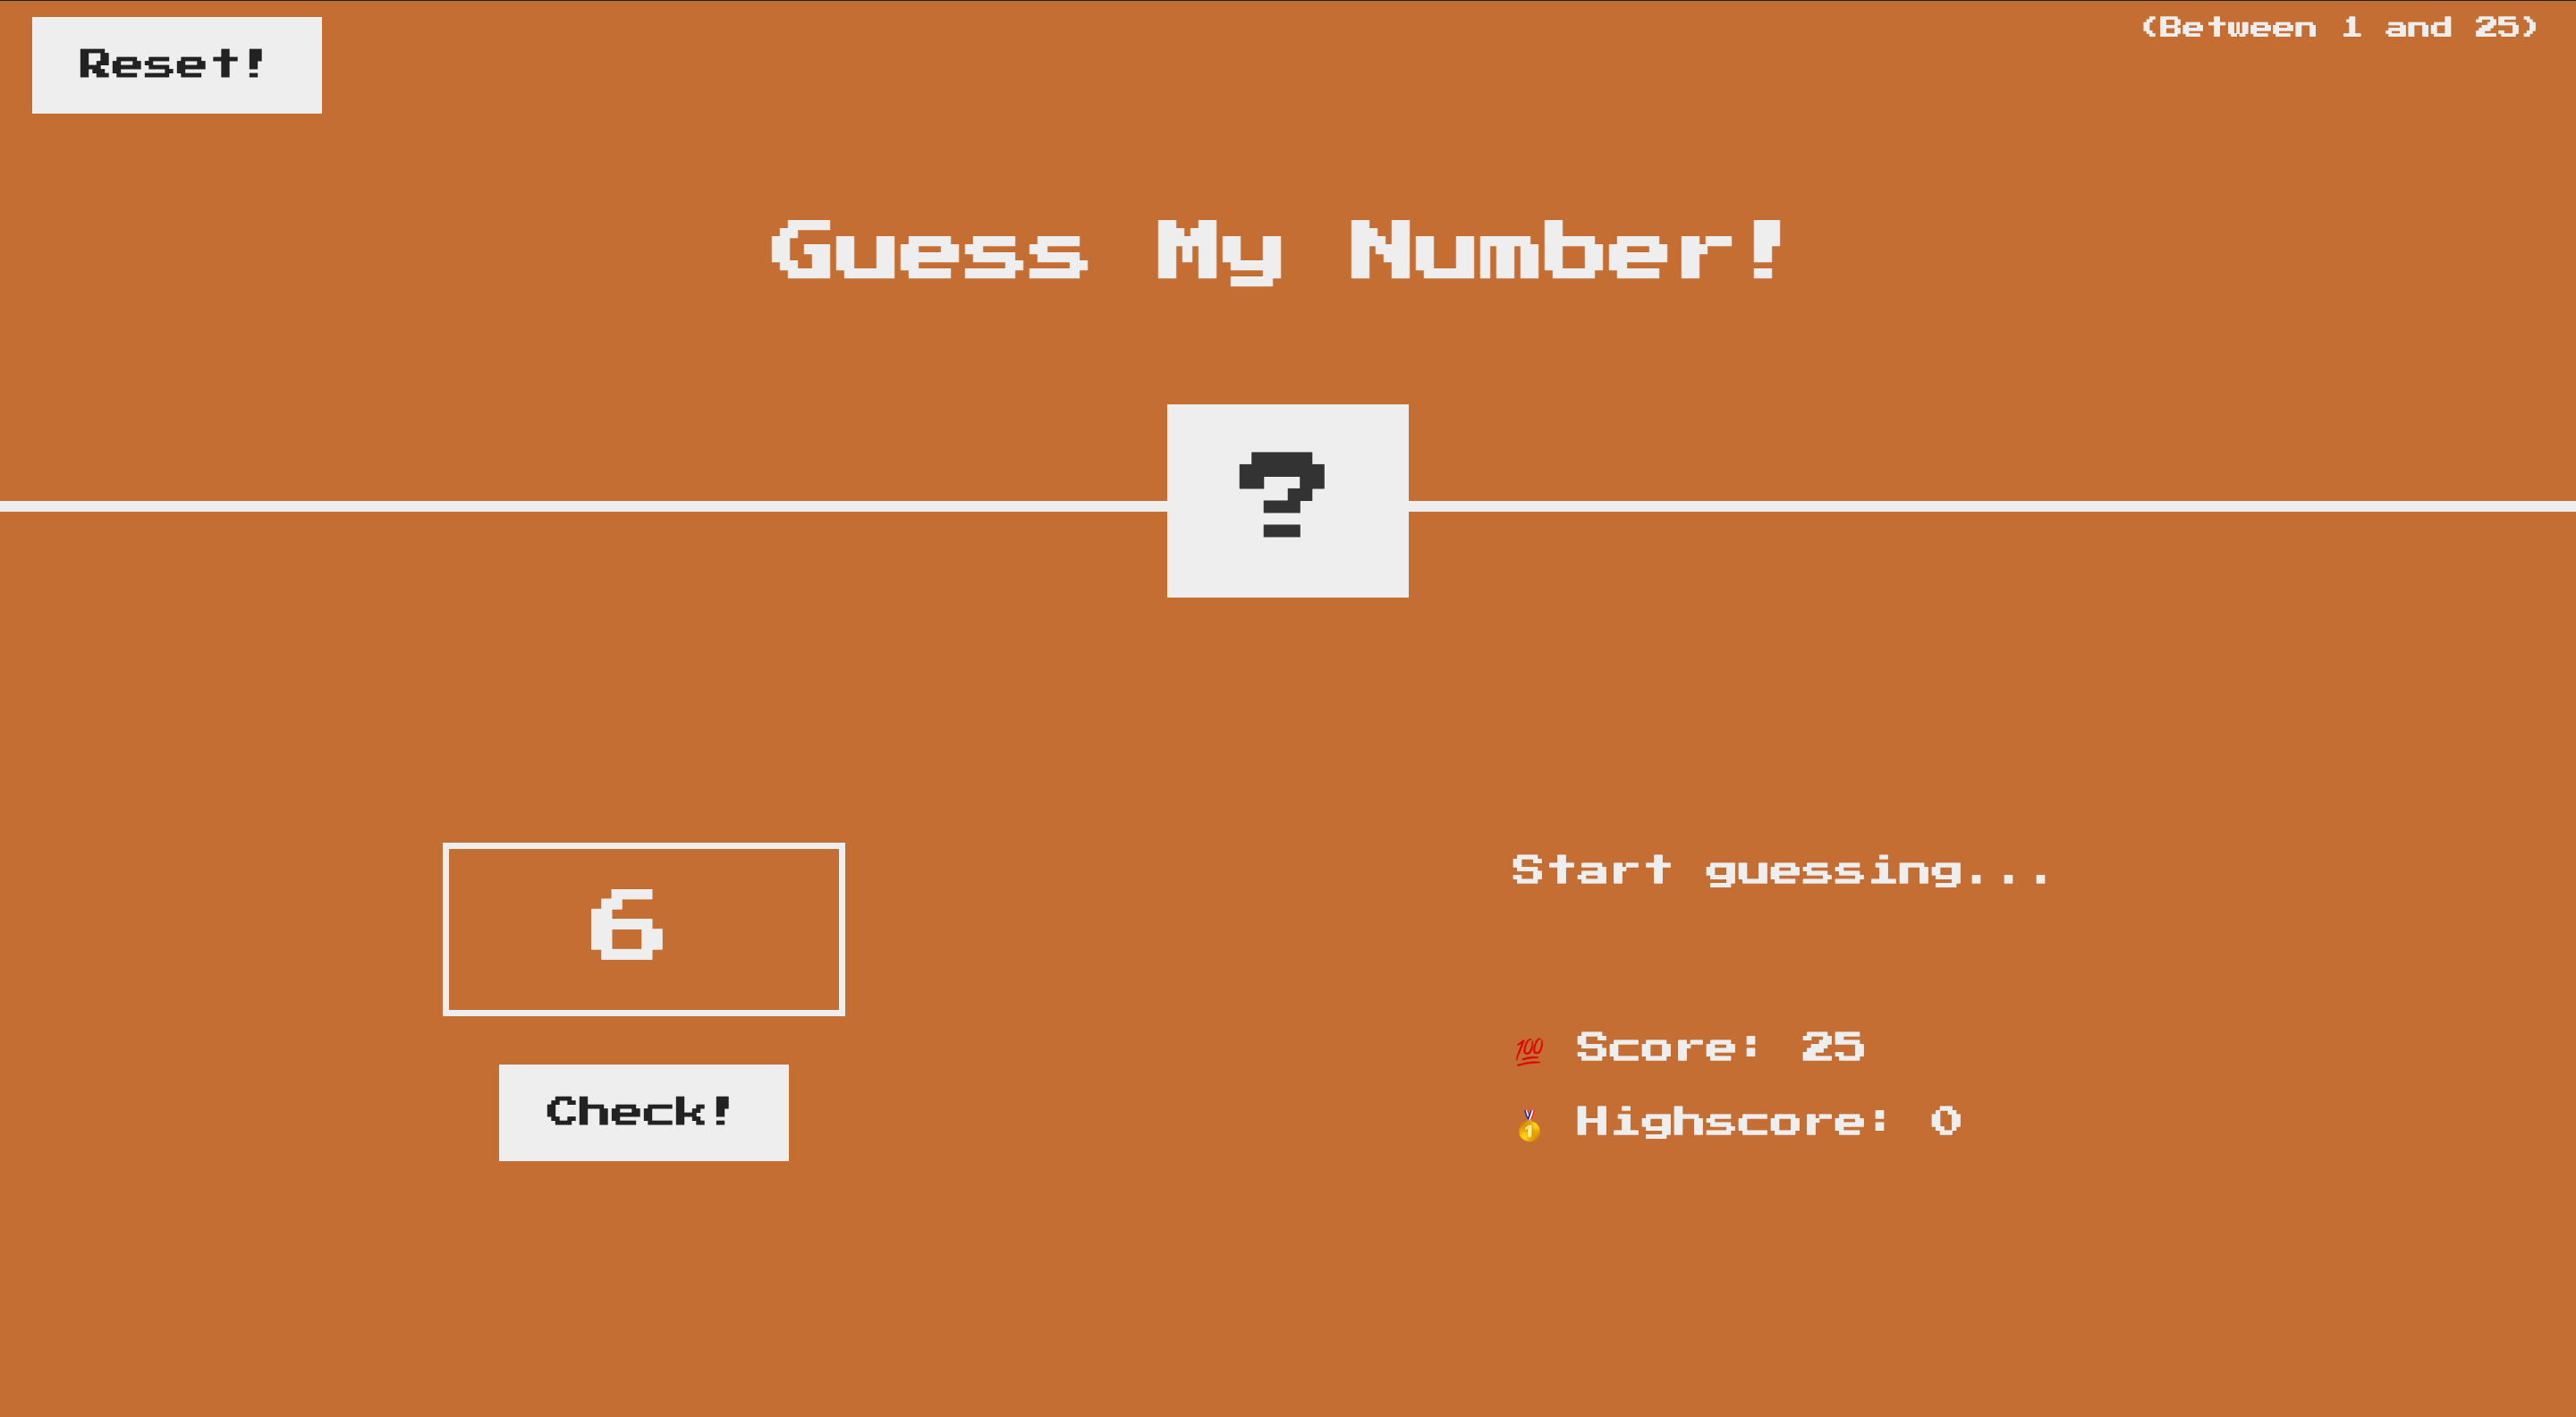 Reset!
(Between 1 and 25)
Guess My Number!
?
6
Check!
Start guessing...
💯 Score: 25
🥇 Highscore: 0